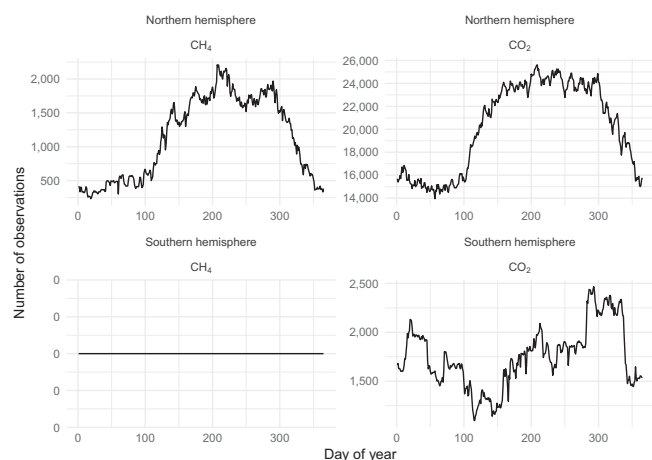 Northern hemisphere
CH₄
2,000
1,500
1,000
500
0 100 200 300
Northern hemisphere
CO₂
26,000
24,000
22,000
20,000
18,000
16,000
14,000
0 100 200 300
Southern hemisphere
CH₄
0
0
0
0
0
0 100 200 300
Southern hemisphere
CO₂
2,500
2,000
1,500
0 100 200 300
Number of observations
Day of year